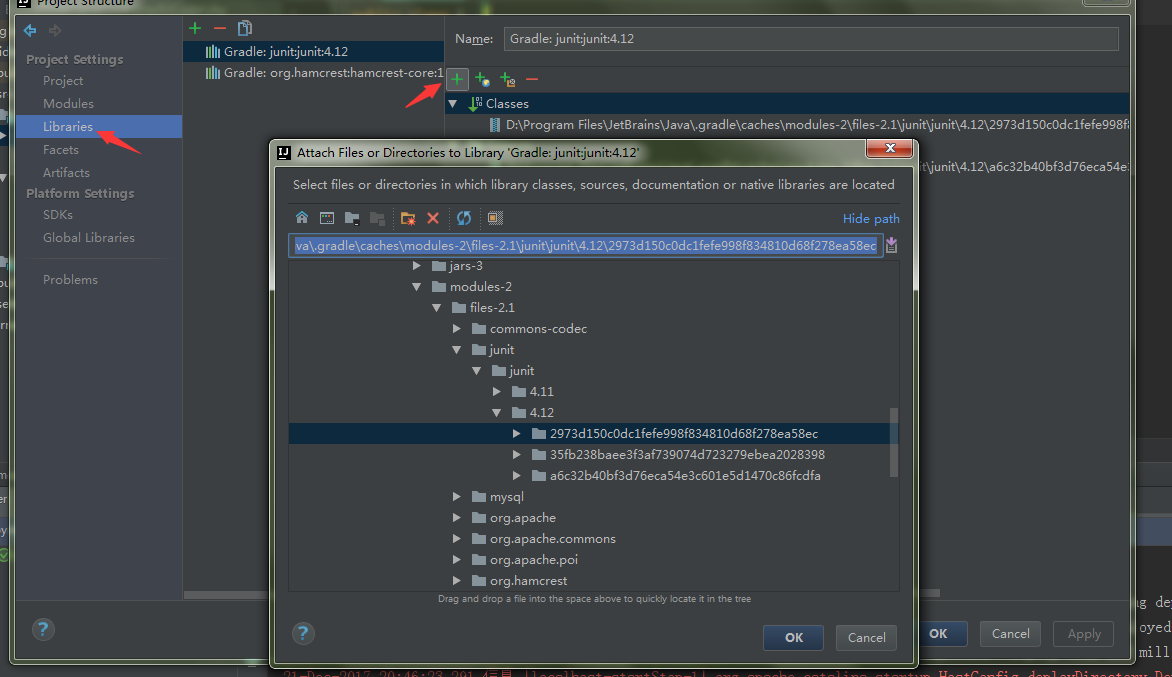 Project Structure
Project Settings
Project
Modules
Libraries
Facets
Artifacts
Platform Settings
SDKs
Global Libraries
Problems
Gradle: junit:junit:4.12
Gradle: org.hamcrest:hamcrest-core:1
Name: Gradle: junit:junit:4.12
Classes
D:\Program Files\JetBrains\Java\.gradle\caches\modules-2\files-2.1\junit\junit\4.12\2973d150c0dc1fefe998f8
it\junit\4.12\a6c32b40bf3d76eca54e
Attach Files or Directories to Library 'Gradle: junit:junit:4.12'
Select files or directories in which library classes, sources, documentation or native libraries are located
Hide path
va\.gradle\caches\modules-2\files-2.1\junit\junit\4.12\2973d150c0dc1fefe998f834810d68f278ea58ec
jars-3
modules-2
files-2.1
commons-codec
junit
junit
4.11
4.12
2973d150c0dc1fefe998f834810d68f278ea58ec
35fb238baee3f3af739074d723279ebea2028398
a6c32b40bf3d76eca54e3c601e5d1470c86fcdfa
mysql
org.apache
org.apache.commons
org.apache.poi
org.hamcrest
Drag and drop a file into the space above to quickly locate it in the tree
? OK Cancel
? OK Cancel Apply
ng dep
oyed
mill